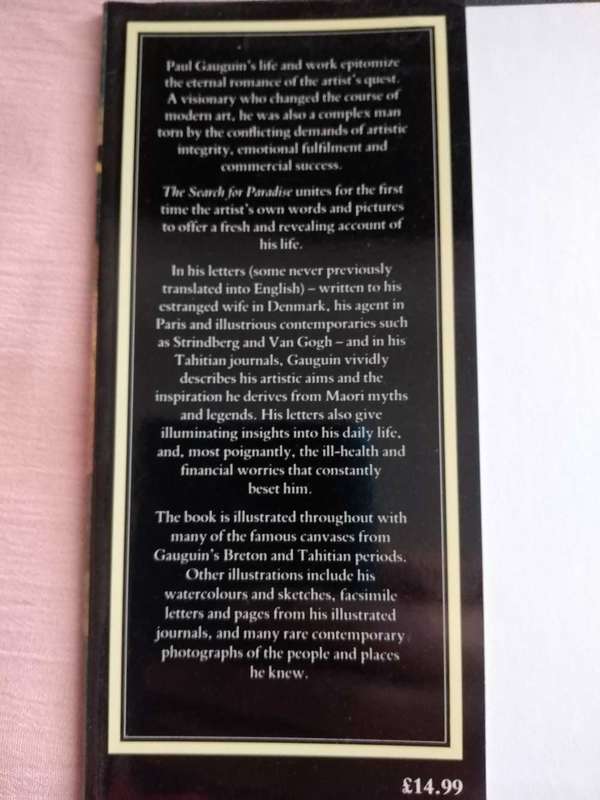 Paul Gauguin's life and work epitomize
the eternal romance of the artist's quest.
A visionary who changed the course of
modern art, he was also a complex man
torn by the conflicting demands of artistic
integrity, emotional fulfilment and
commercial success.
The Search for Paradise unites for the first
time the artist's own words and pictures
to offer a fresh and revealing account of
his life.
In his letters (some never previously
translated into English) – written to his
estranged wife in Denmark, his agent in
Paris and illustrious contemporaries such
as Strindberg and Van Gogh – and in his
Tahitian journals, Gauguin vividly
describes his artistic aims and the
inspiration he derives from Maori myths
and legends. His letters also give
illuminating insights into his daily life,
and, most poignantly, the ill-health and
financial worries that constantly
beset him.
The book is illustrated throughout with
many of the famous canvases from
Gauguin's Breton and Tahitian periods.
Other illustrations include his
watercolours and sketches, facsimile
letters and pages from his illustrated
journals, and many rare contemporary
photographs of the people and places
he knew.
£14.99